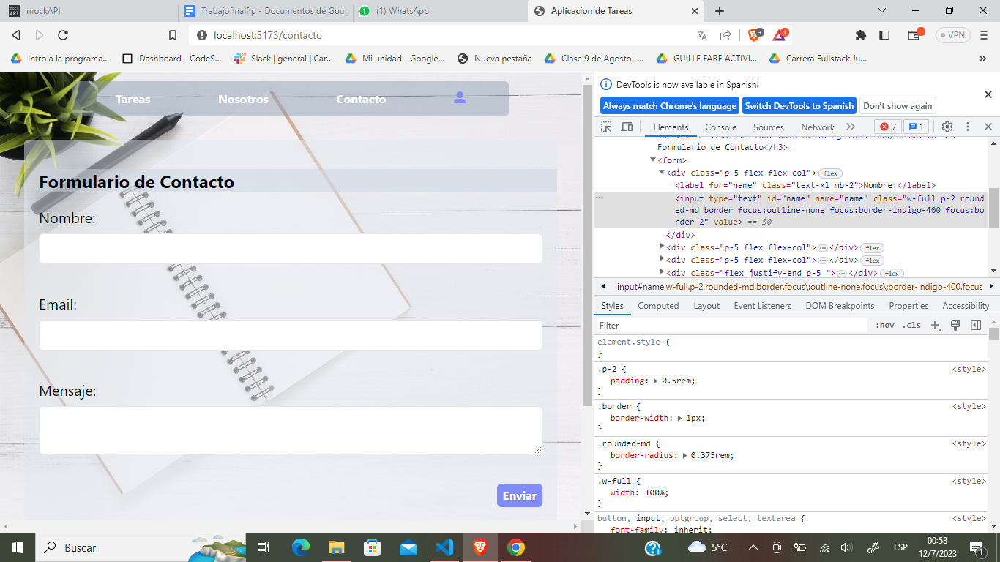 mockAPI
Trabajofinalfip - Documentos de Goog
(1) WhatsApp
Aplicacíon de Tareas
localhost:5173/contacto
3
1
VPN
Intro a la programa...
Dashboard - CodeS...
Slack | general | Car...
Mi unidad - Google...
Nueva pestaña
Clase 9 de Agosto -...
GUILLE FARE ACTIVI...
Carrera Fullstack Ju...
»
Tareas
Nosotros
Contacto
Formulario de Contacto
Nombre:
Email:
Mensaje:
Enviar
DevTools is now available in Spanish!
Always match Chrome's language
Switch DevTools to Spanish
Don't show again
Elements
Console
Sources
Network
7
1
Formulario de Contacto</h3>
<form>
<div class="p-5 flex flex-col"> flex
<label for="name" class="text-xl mb-2">Nombre:</label>
<input type="text" id="name" name="name" class="w-full p-2 round
ed-md border focus:outline-none focus:border-indigo-400 focus:bo
rder-2" value> == $0
</div>
<div class="p-5 flex flex-col">…</div> flex
<div class="p-5 flex flex-col">…</div> flex
<div class="flex justify-end p-5 ">…</div> flex
input#name.w-full.p-2.rounded-md.border.focus\:outline-none.focus\:border-indigo-400.focus
Styles
Computed
Layout
Event Listeners
DOM Breakpoints
Properties
Accessibility
Filter
:hov
.cls
element.style {
}
.p-2 {
<style>
padding: 0.5rem;
}
.border {
<style>
border-width: 1px;
}
.rounded-md {
<style>
border-radius: 0.375rem;
}
.w-full {
<style>
width: 100%;
}
button, input, optgroup, select, textarea {
<style>
font-family: inherit;
Buscar
5°C
ESP
00:58
12/7/2023
1